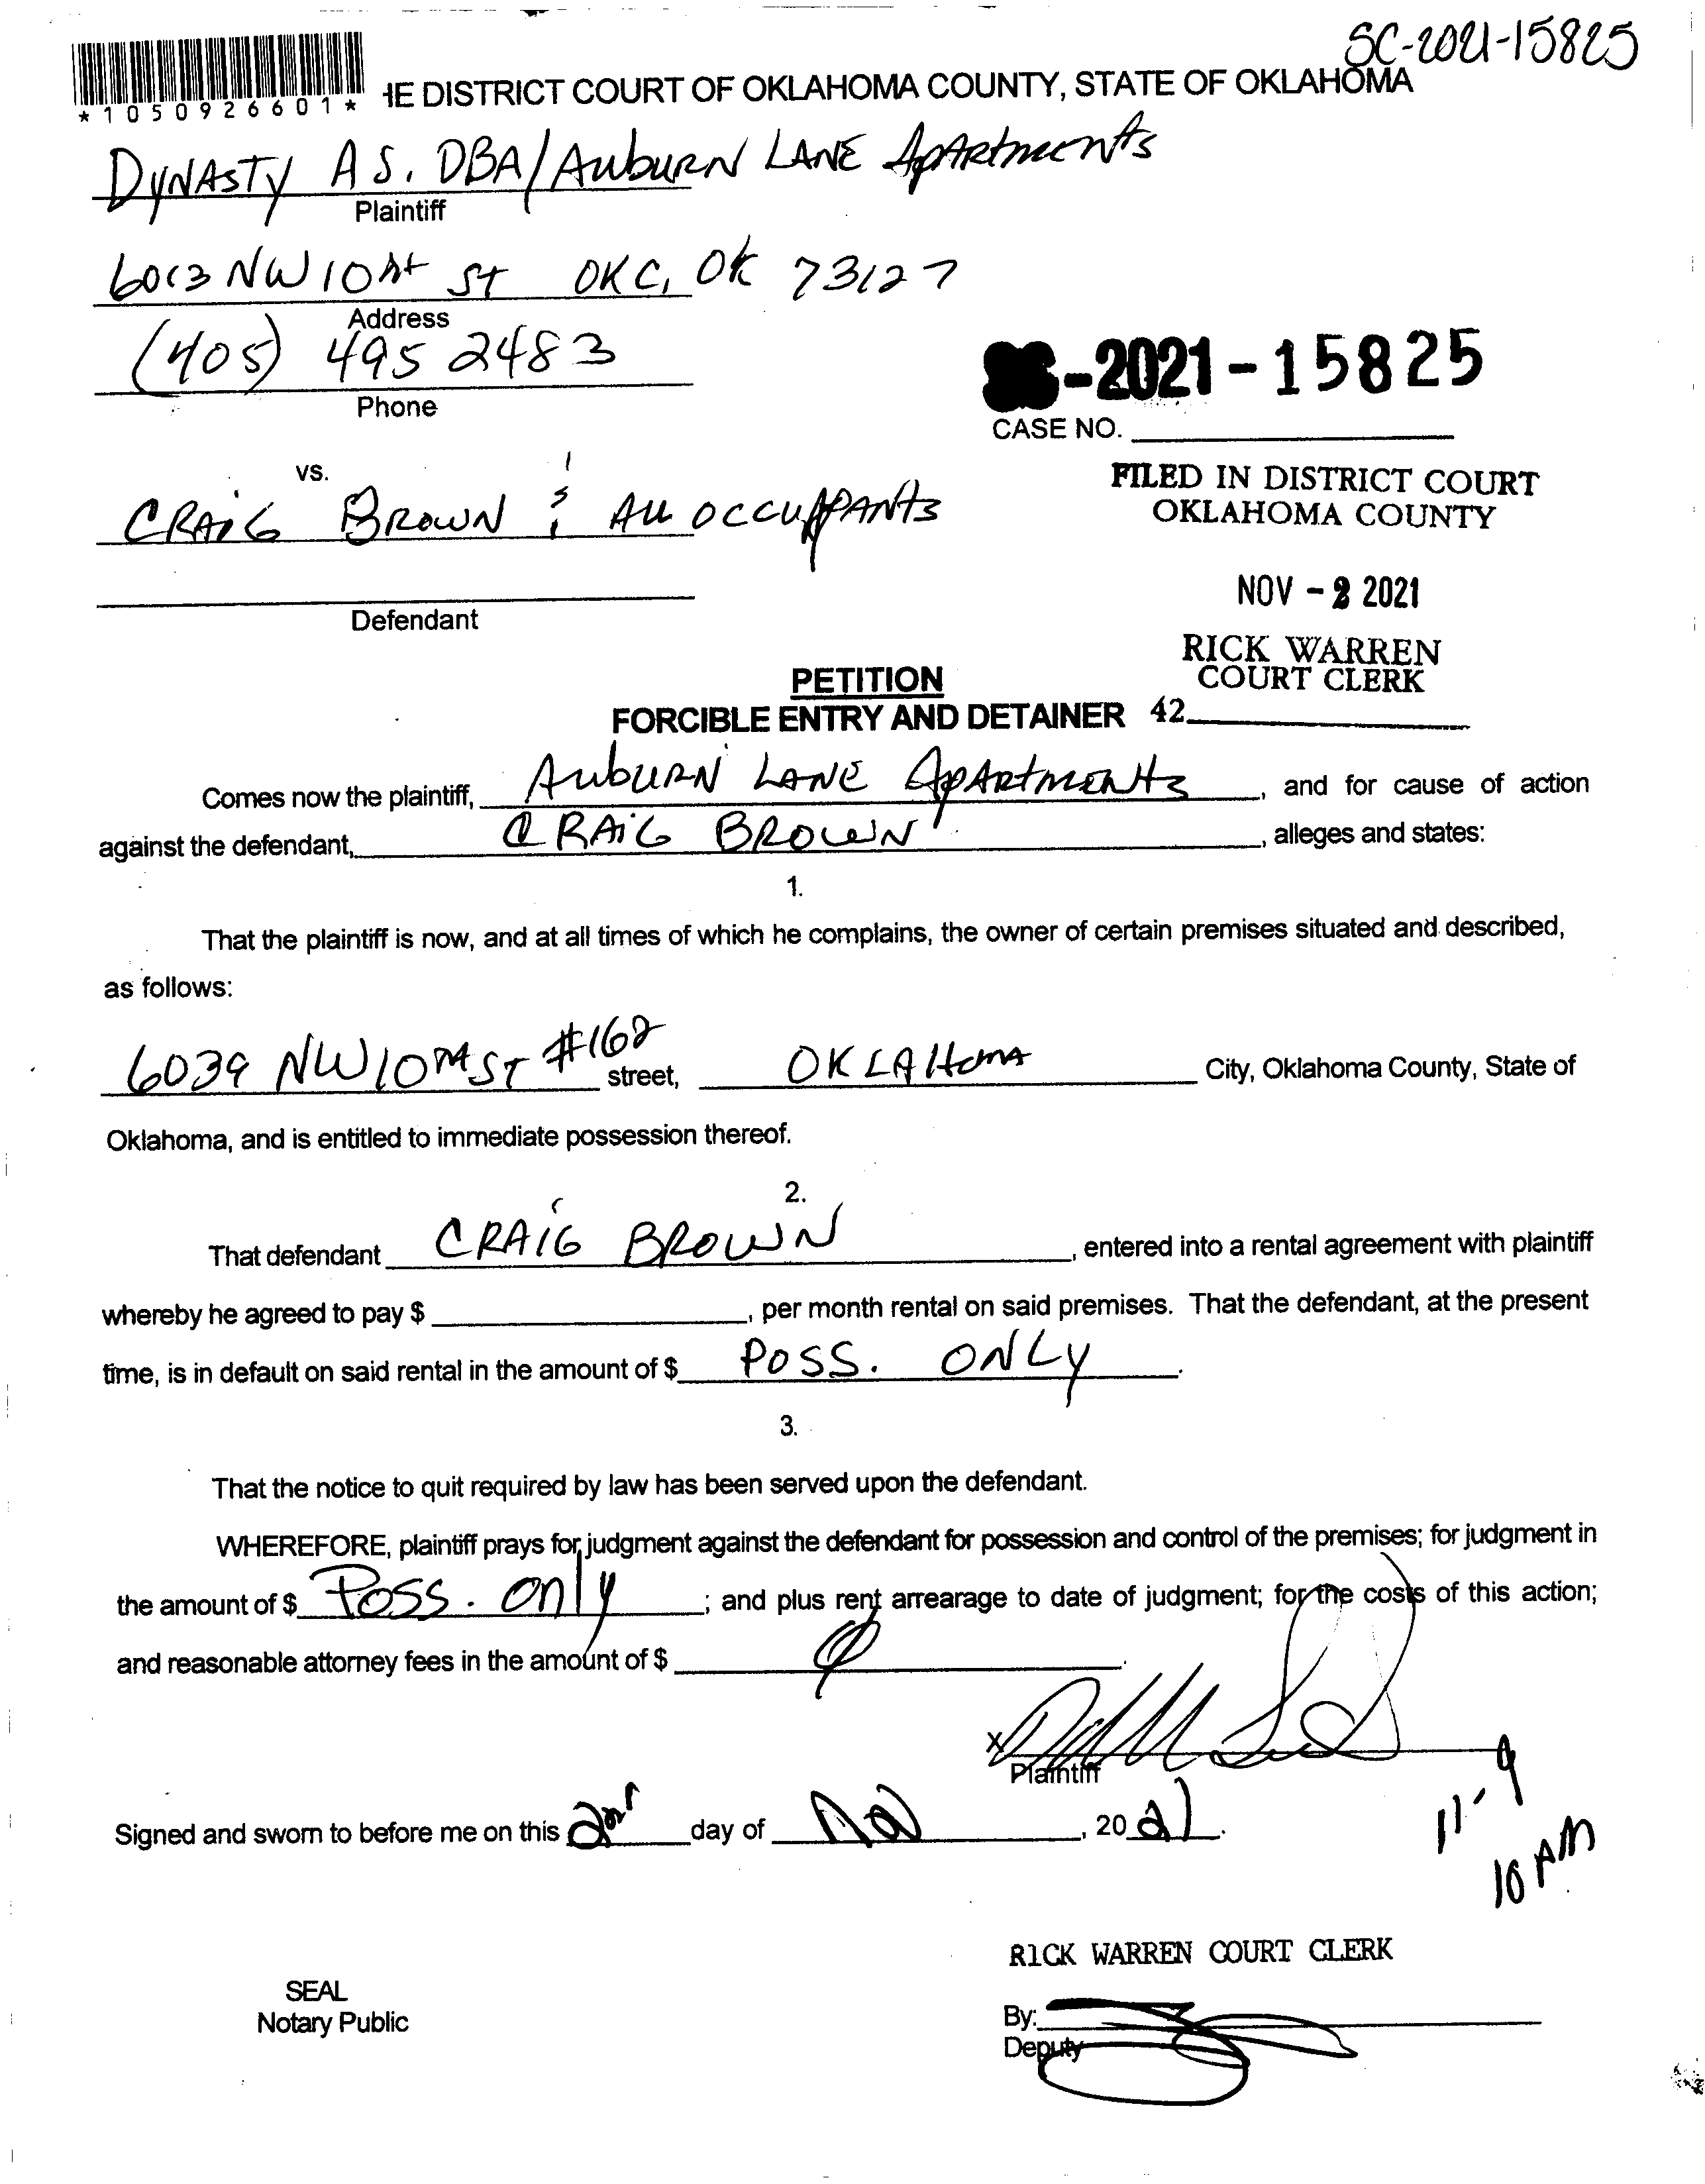 SC-2021-15825
*1050926601* HE DISTRICT COURT OF OKLAHOMA COUNTY, STATE OF OKLAHOMA
DYNASTY A S. DBA/AubURN LANE ApARtments
Plaintiff
6013 NW 10th St OKC, OK 73127
Address
(405) 495 2483
Phone
-2021-15825
CASE NO.
vs.
CRAiG BROWN & All OCCUpPANts
FILED IN DISTRICT COURT
OKLAHOMA COUNTY
NOV - 2 2021
Defendant
RICK WARREN
COURT CLERK
PETITION
FORCIBLE ENTRY AND DETAINER 42
Comes now the plaintiff, AubURN LANE ApARtmENts, and for cause of action
against the defendant, CRAiG BROWN, alleges and states:
1.
That the plaintiff is now, and at all times of which he complains, the owner of certain premises situated and described,
as follows:
6039 NW 10th ST #162 street, OKLAHOMA City, Oklahoma County, State of
Oklahoma, and is entitled to immediate possession thereof.
2.
That defendant CRAIG BROWN, entered into a rental agreement with plaintiff
whereby he agreed to pay $, per month rental on said premises. That the defendant, at the present
time, is in default on said rental in the amount of $ POSS. ONLY.
3.
That the notice to quit required by law has been served upon the defendant.
WHEREFORE, plaintiff prays for judgment against the defendant for possession and control of the premises; for judgment in
the amount of $ Poss. only; and plus rent arrearage to date of judgment; for the costs of this action;
and reasonable attorney fees in the amount of $
X
Plaintiff
Signed and sworn to before me on this 2nd day of Nov, 2021.
11-9
10 AM
RICK WARREN COURT CLERK
SEAL
Notary Public
By:
Deputy